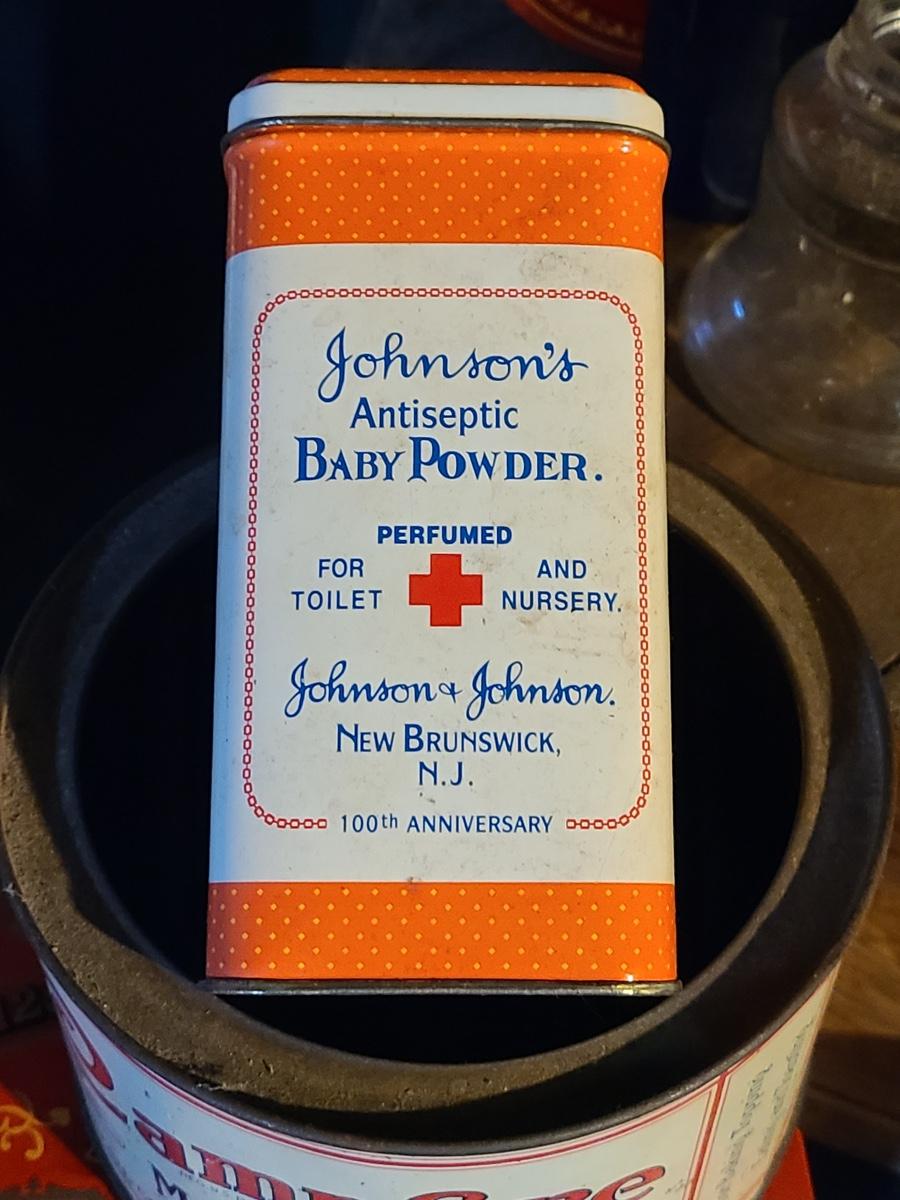 Johnson's
Antiseptic
BABY POWDER.
PERFUMED
FOR AND
TOILET NURSERY.
Johnson & Johnson.
NEW BRUNSWICK,
N.J.
100th ANNIVERSARY